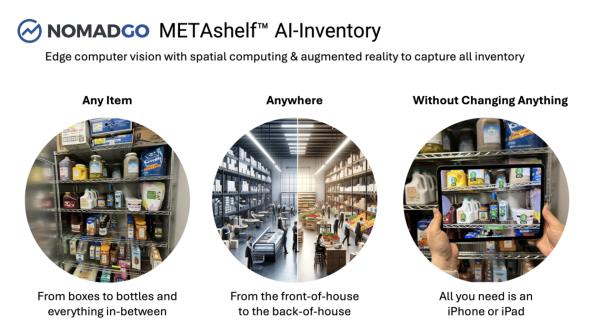 NOMADGO METAshelf™ AI-Inventory
Edge computer vision with spatial computing & augmented reality to capture all inventory
Any Item
Anywhere
Without Changing Anything
From boxes to bottles and
everything in-between
From the front-of-house
to the back-of-house
All you need is an
iPhone or iPad